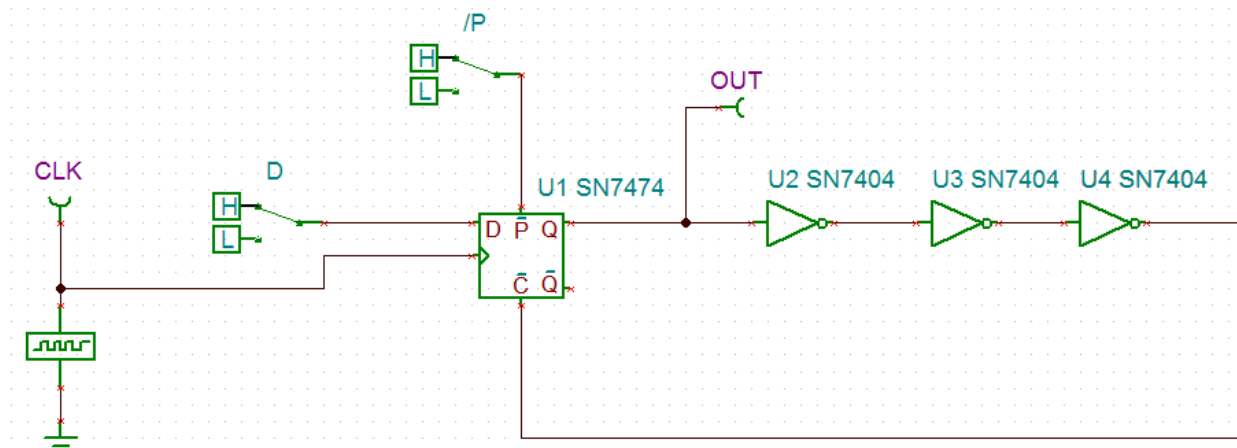 /P
H
L
OUT
CLK
D
U1 SN7474
U2 SN7404
U3 SN7404
U4 SN7404
H
L
D P̅ Q
C̅ Q̅